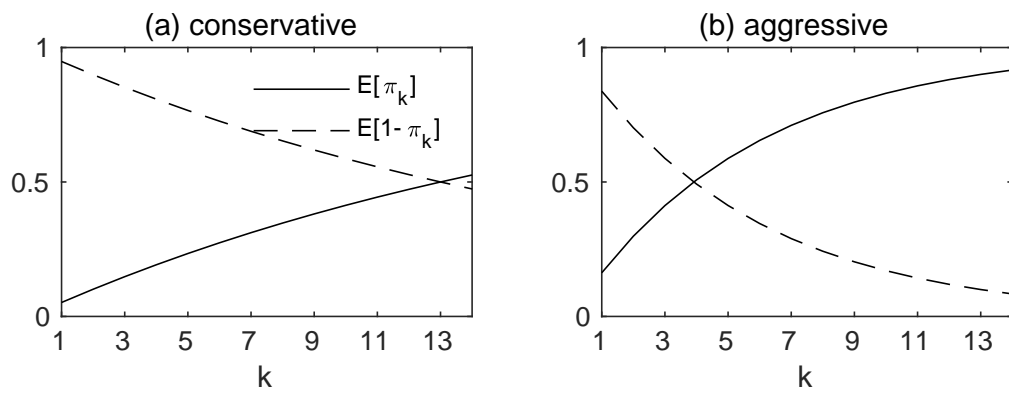 (a) conservative
1
0.5
0
1 3 5 7 9 11 13
k
E[π_k]
E[1- π_k]
(b) aggressive
1
0.5
0
1 3 5 7 9 11 13
k